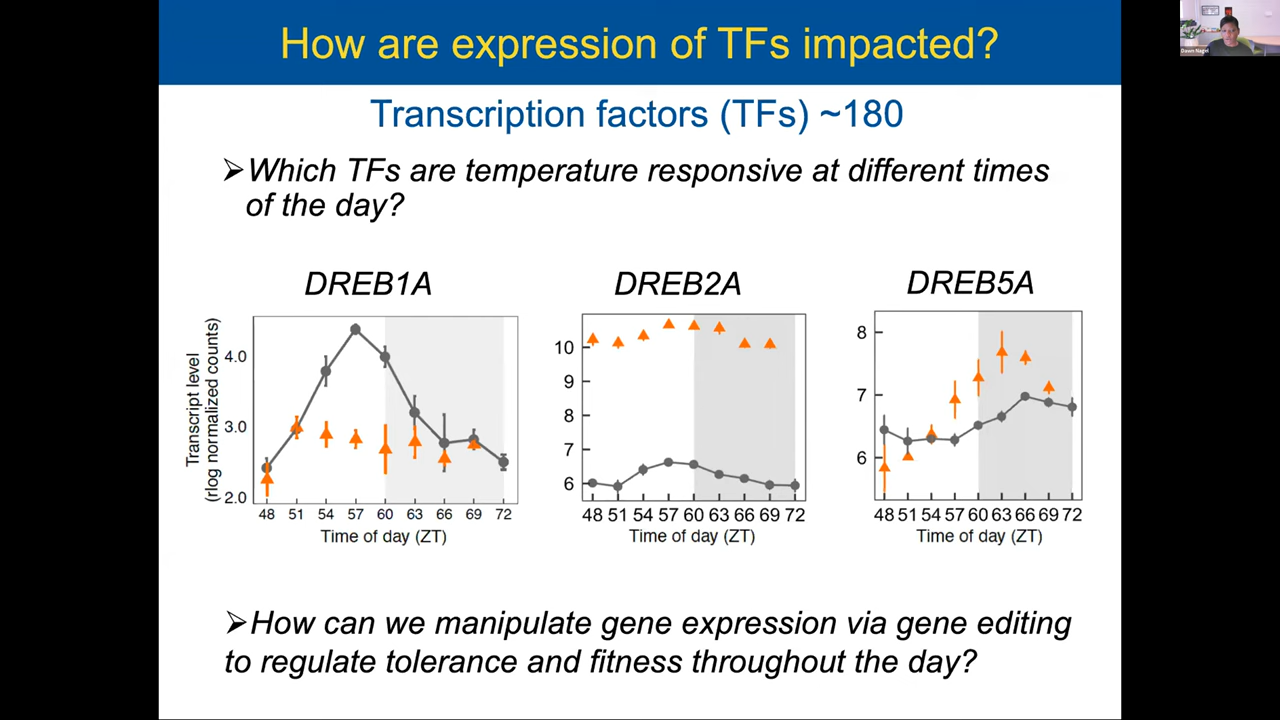 How are expression of TFs impacted?
Dawn Nagel
Transcription factors (TFs) ~180
➢Which TFs are temperature responsive at different times
of the day?
DREB1A
DREB2A
DREB5A
Transcript level
(rlog normalized counts)
4.0
3.0
2.0
48 51 54 57 60 63 66 69 72
Time of day (ZT)
10
9
8
7
6
48 51 54 57 60 63 66 69 72
Time of day (ZT)
8
7
6
48 51 54 57 60 63 66 69 72
Time of day (ZT)
➢How can we manipulate gene expression via gene editing
to regulate tolerance and fitness throughout the day?